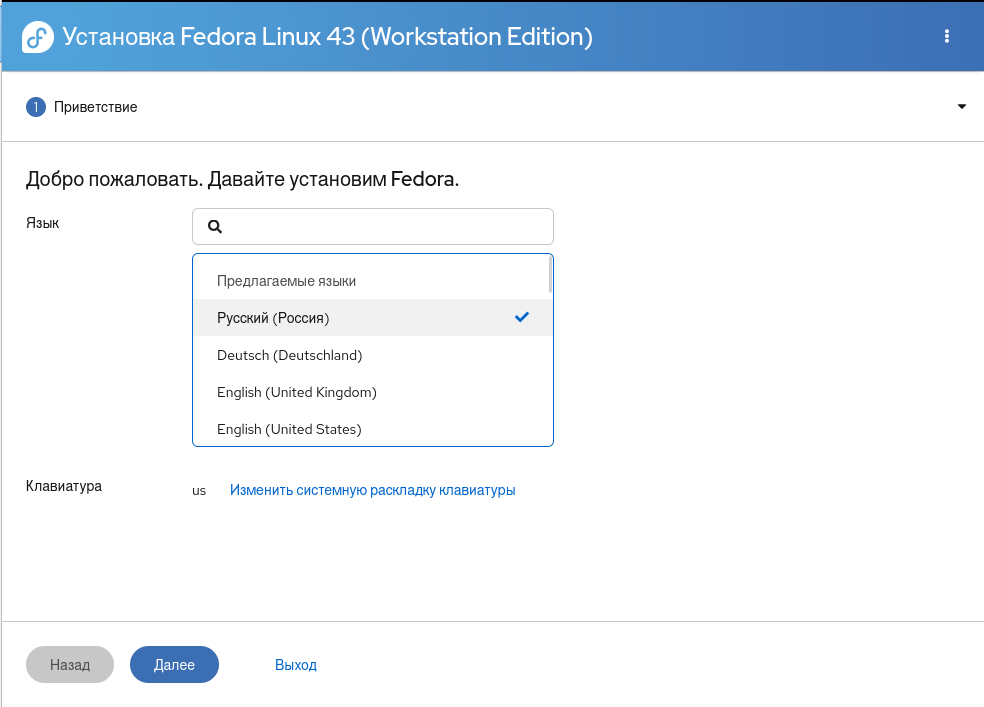 Установка Fedora Linux 43 (Workstation Edition)
1 Приветствие
Добро пожаловать. Давайте установим Fedora.
Язык
Предлагаемые языки
Русский (Россия)
Deutsch (Deutschland)
English (United Kingdom)
English (United States)
Клавиатура us Изменить системную раскладку клавиатуры
Назад Далее Выход